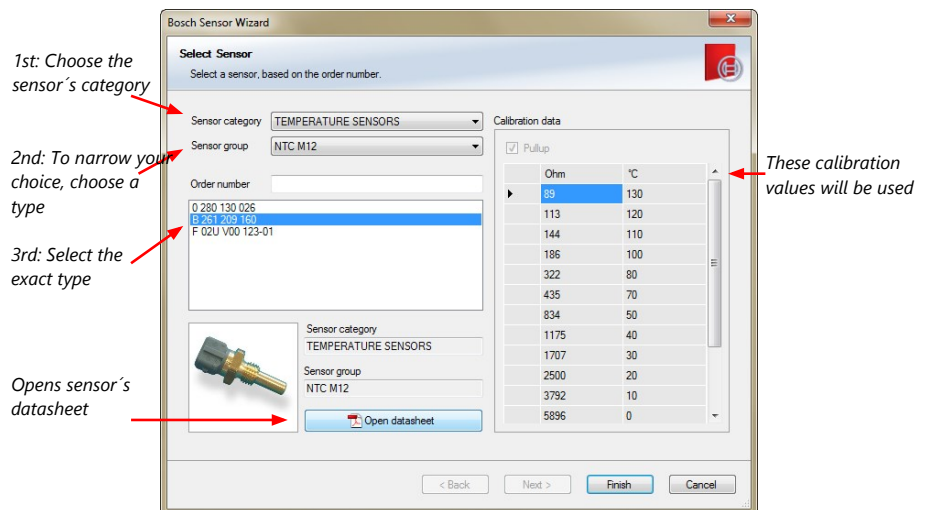 Bosch Sensor Wizard
Select Sensor
Select a sensor, based on the order number.
1st: Choose the
sensor´s category
2nd: To narrow your
choice, choose a
type
3rd: Select the
exact type
Opens sensor´s
datasheet
Sensor category
TEMPERATURE SENSORS
Sensor group
NTC M12
Order number
0 280 130 026
B 261 209 160
F 02U V00 123-01
Sensor category
TEMPERATURE SENSORS
Sensor group
NTC M12
Open datasheet
Calibration data
Pullup
Ohm °C
89 130
113 120
144 110
186 100
322 80
435 70
834 50
1175 40
1707 30
2500 20
3792 10
5896 0
These calibration
values will be used
< Back Next > Finish Cancel